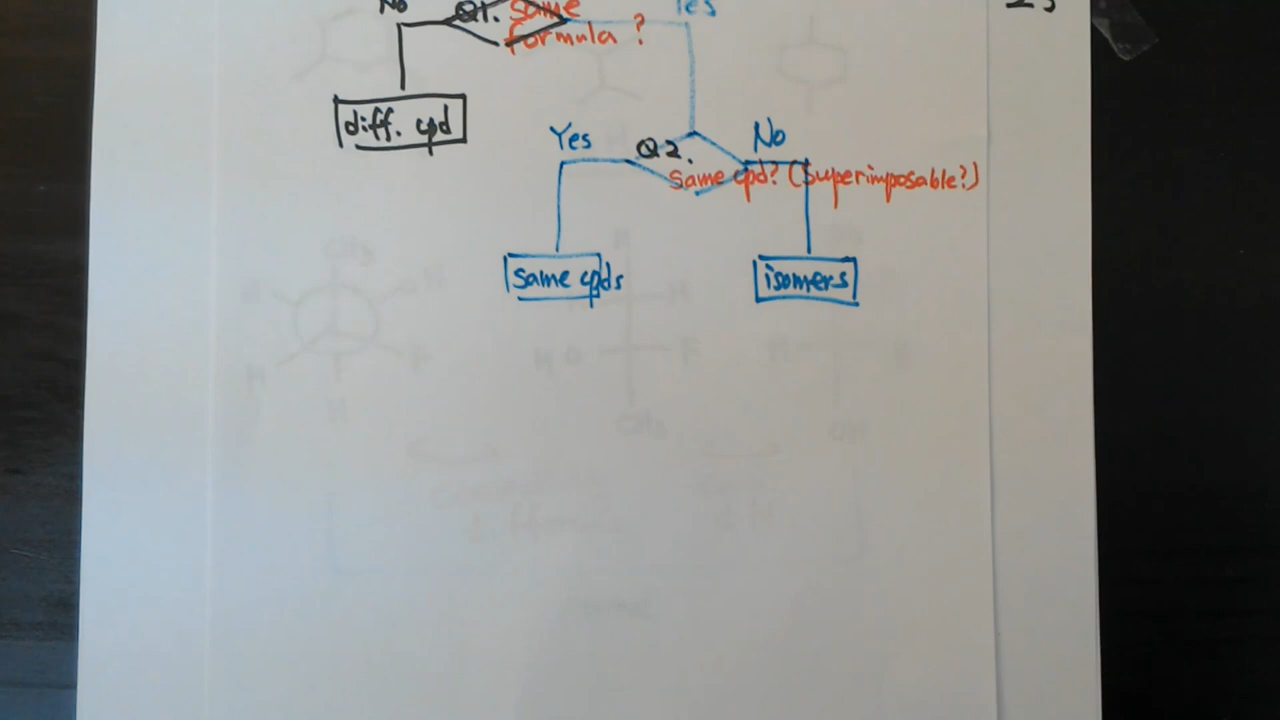 No
Q1. Same
formula ?
Yes
diff. cpd
Yes
Q2.
No
Same cpd? (Superimposable?)
same cpds
isomers